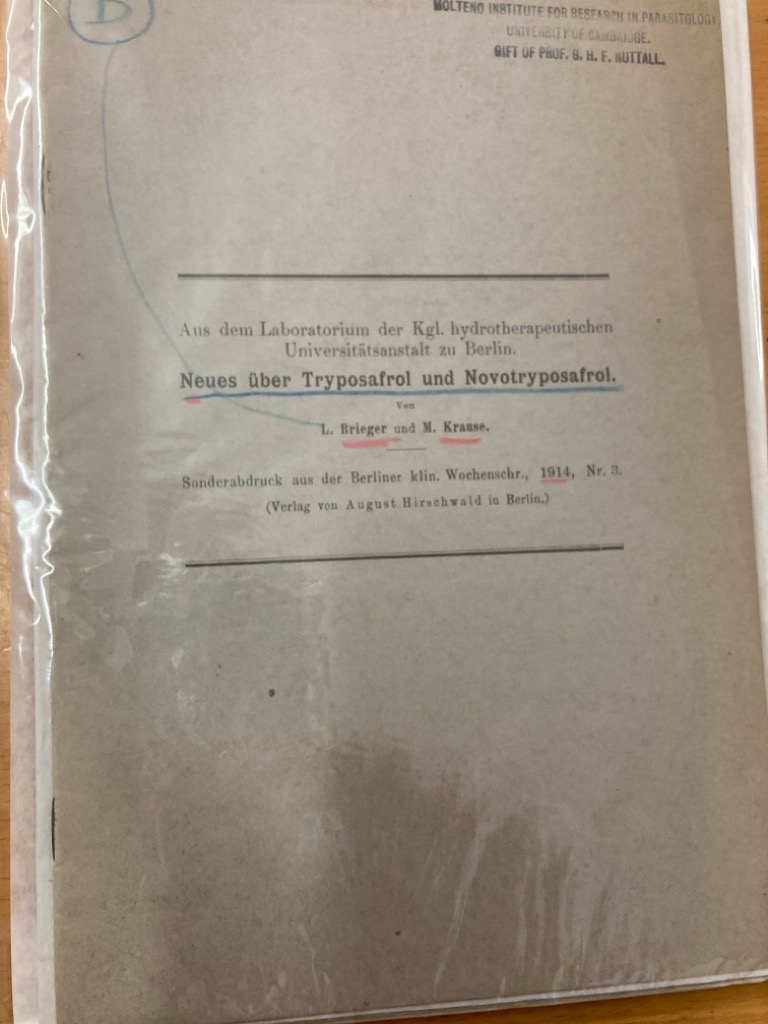 D
MOLTENO INSTITUTE FOR RESEARCH IN PARASITOLOGY,
UNIVERSITY OF CAMBRIDGE.
GIFT OF PROF. G. H. F. NUTTALL.
Aus dem Laboratorium der Kgl. hydrotherapeutischen
Universitätsanstalt zu Berlin.
Neues über Tryposafrol und Novotryposafrol.
Von
L. Brieger und M. Krause.
Sonderabdruck aus der Berliner klin. Wochenschr., 1914, Nr. 3.
(Verlag von August Hirschwald in Berlin.)